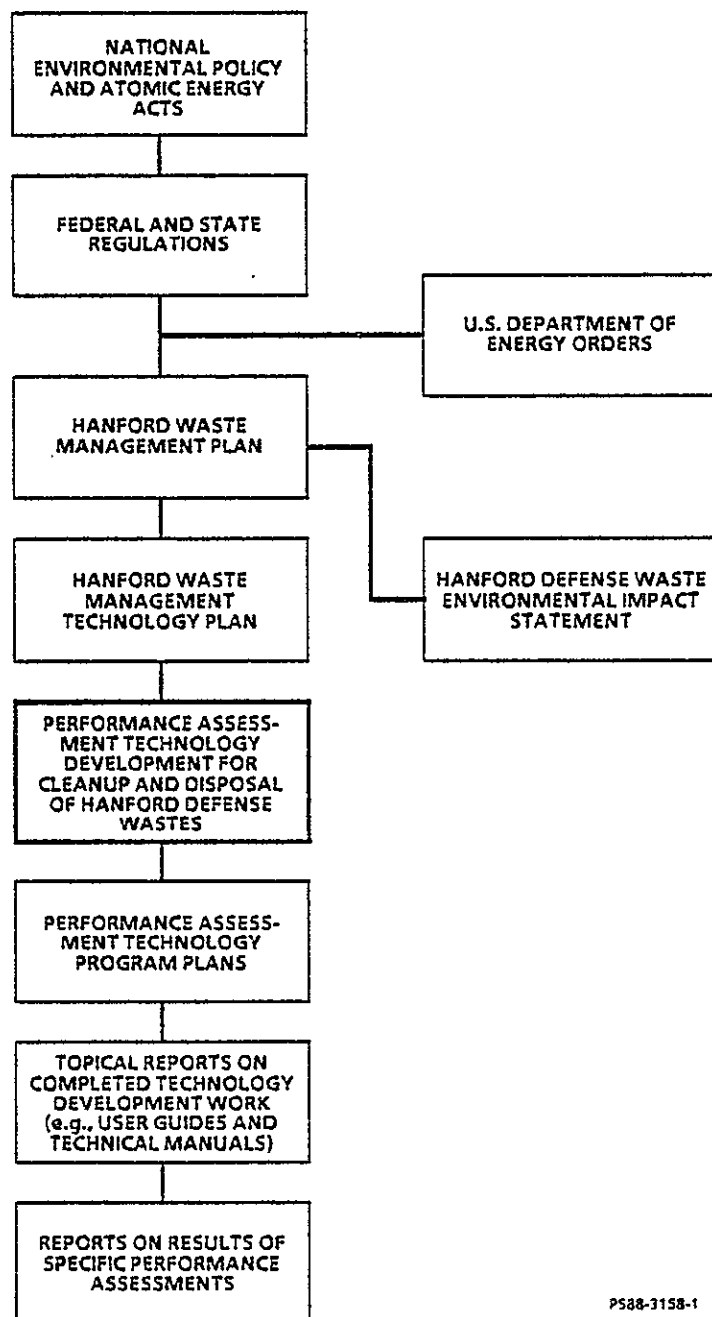 NATIONAL
ENVIRONMENTAL POLICY
AND ATOMIC ENERGY
ACTS
FEDERAL AND STATE
REGULATIONS
U.S. DEPARTMENT OF
ENERGY ORDERS
HANFORD WASTE
MANAGEMENT PLAN
HANFORD WASTE
MANAGEMENT
TECHNOLOGY PLAN
HANFORD DEFENSE WASTE
ENVIRONMENTAL IMPACT
STATEMENT
PERFORMANCE ASSESS-
MENT TECHNOLOGY
DEVELOPMENT FOR
CLEANUP AND DISPOSAL
OF HANFORD DEFENSE
WASTES
PERFORMANCE ASSESS-
MENT TECHNOLOGY
PROGRAM PLANS
TOPICAL REPORTS ON
COMPLETED TECHNOLOGY
DEVELOPMENT WORK
(e.g., USER GUIDES AND
TECHNICAL MANUALS)
REPORTS ON RESULTS OF
SPECIFIC PERFORMANCE
ASSESSMENTS
PS88-3158-1